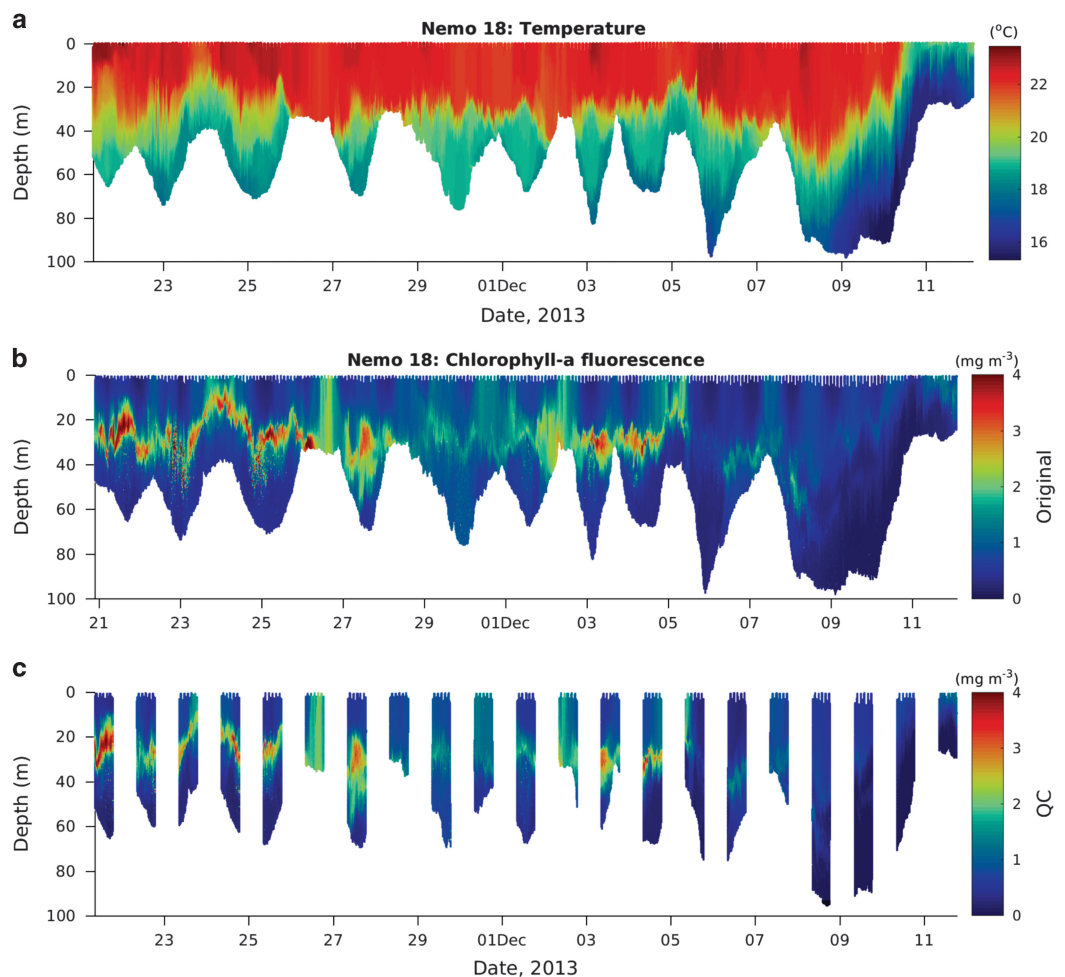 a
Nemo 18: Temperature
(°C)
Depth (m)
0
20
40
60
80
100
22
20
18
16
23 25 27 29 01Dec 03 05 07 09 11
Date, 2013
b
Nemo 18: Chlorophyll-a fluorescence
(mg m⁻³)
Depth (m)
0
20
40
60
80
100
4
3
2
1
0
Original
21 23 25 27 29 01Dec 03 05 07 09 11
c
(mg m⁻³)
Depth (m)
0
20
40
60
80
100
4
3
2
1
0
QC
23 25 27 29 01Dec 03 05 07 09 11
Date, 2013